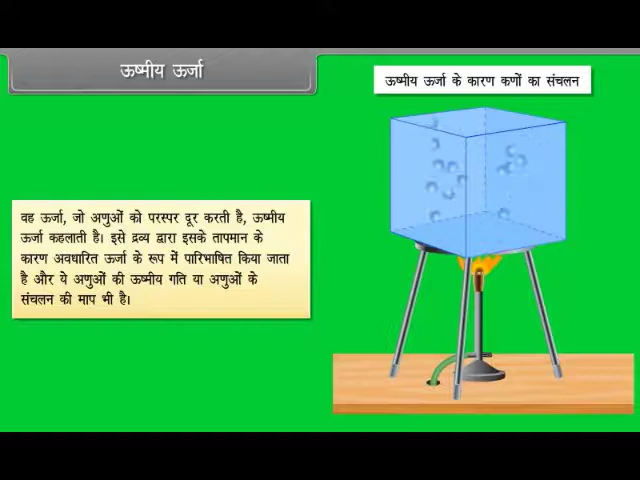 ऊष्मीय ऊर्जा
ऊष्मीय ऊर्जा के कारण कणों का संचलन
वह ऊर्जा, जो अणुओं को परस्पर दूर करती है, ऊष्मीय
ऊर्जा कहलाती है। इसे द्रव्य द्वारा इसके तापमान के
कारण अवधारित ऊर्जा के रूप में पारिभाषित किया जाता
है और ये अणुओं की ऊष्मीय गति या अणुओं के
संचलन की माप भी है।